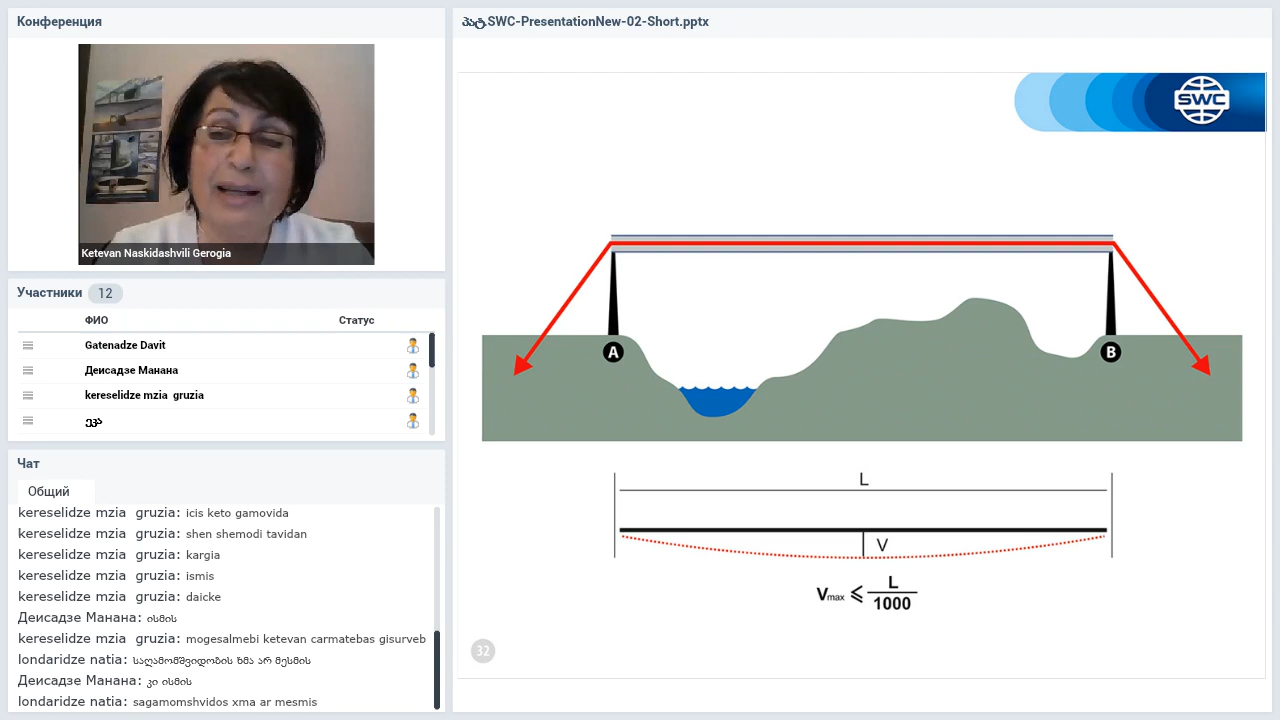 Конференция
Ketevan Naskidashvili Gerogia
Участники 12
ФИО Статус
Gatenadze Davit
Деисадзе Манана
kereselidze mzia gruzia
ევა
Чат
Общий
kereselidze mzia gruzia: icis keto gamovida
kereselidze mzia gruzia: shen shemodi tavidan
kereselidze mzia gruzia: kargia
kereselidze mzia gruzia: ismis
kereselidze mzia gruzia: daicke
Деисадзе Манана: ისმის
kereselidze mzia gruzia: mogesalmebi ketevan carmatebas gisurveb
londaridze natia: საღამომშვიდობის ხმა არ მესმის
Деисадзе Манана: კი ისმის
londaridze natia: sagamomshvidos xma ar mesmis
პატ.SWC-PresentationNew-02-Short.pptx
SWC
A B
L
V
Vmax ⩽ L
1000
32